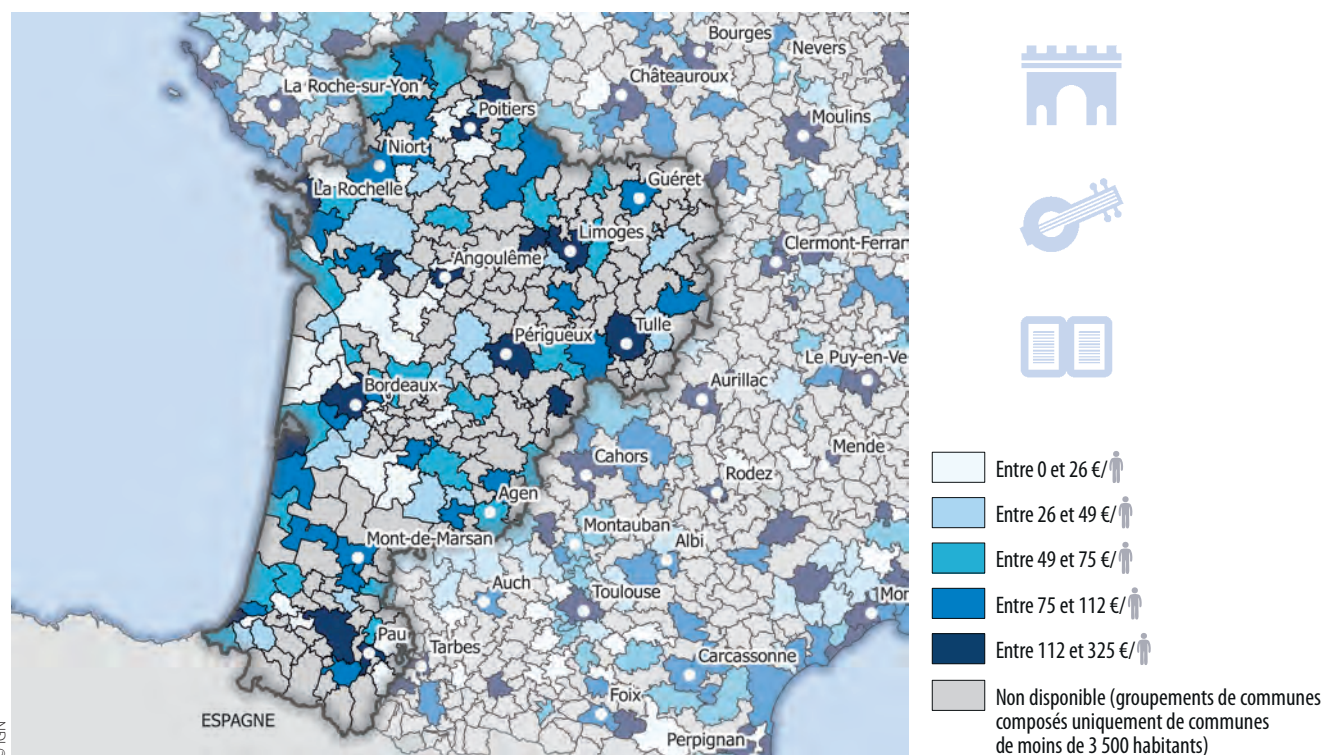 Bourges
Nevers
La Roche-sur-Yon
Châteauroux
Poitiers
Moulins
Niort
Guéret
La Rochelle
Limoges
Clermont-Ferran
Angoulême
Tulle
Périgueux
Le Puy-en-Ve
Bordeaux
Aurillac
Mende
Cahors
Rodez
Agen
Montauban
Mont-de-Marsan
Albi
Auch
Toulouse
Mon
Pau
Tarbes
Carcassonne
Foix
ESPAGNE
Perpignan
© IGN
Entre 0 et 26 €/
Entre 26 et 49 €/
Entre 49 et 75 €/
Entre 75 et 112 €/
Entre 112 et 325 €/
Non disponible (groupements de communes
composés uniquement de communes
de moins de 3 500 habitants)